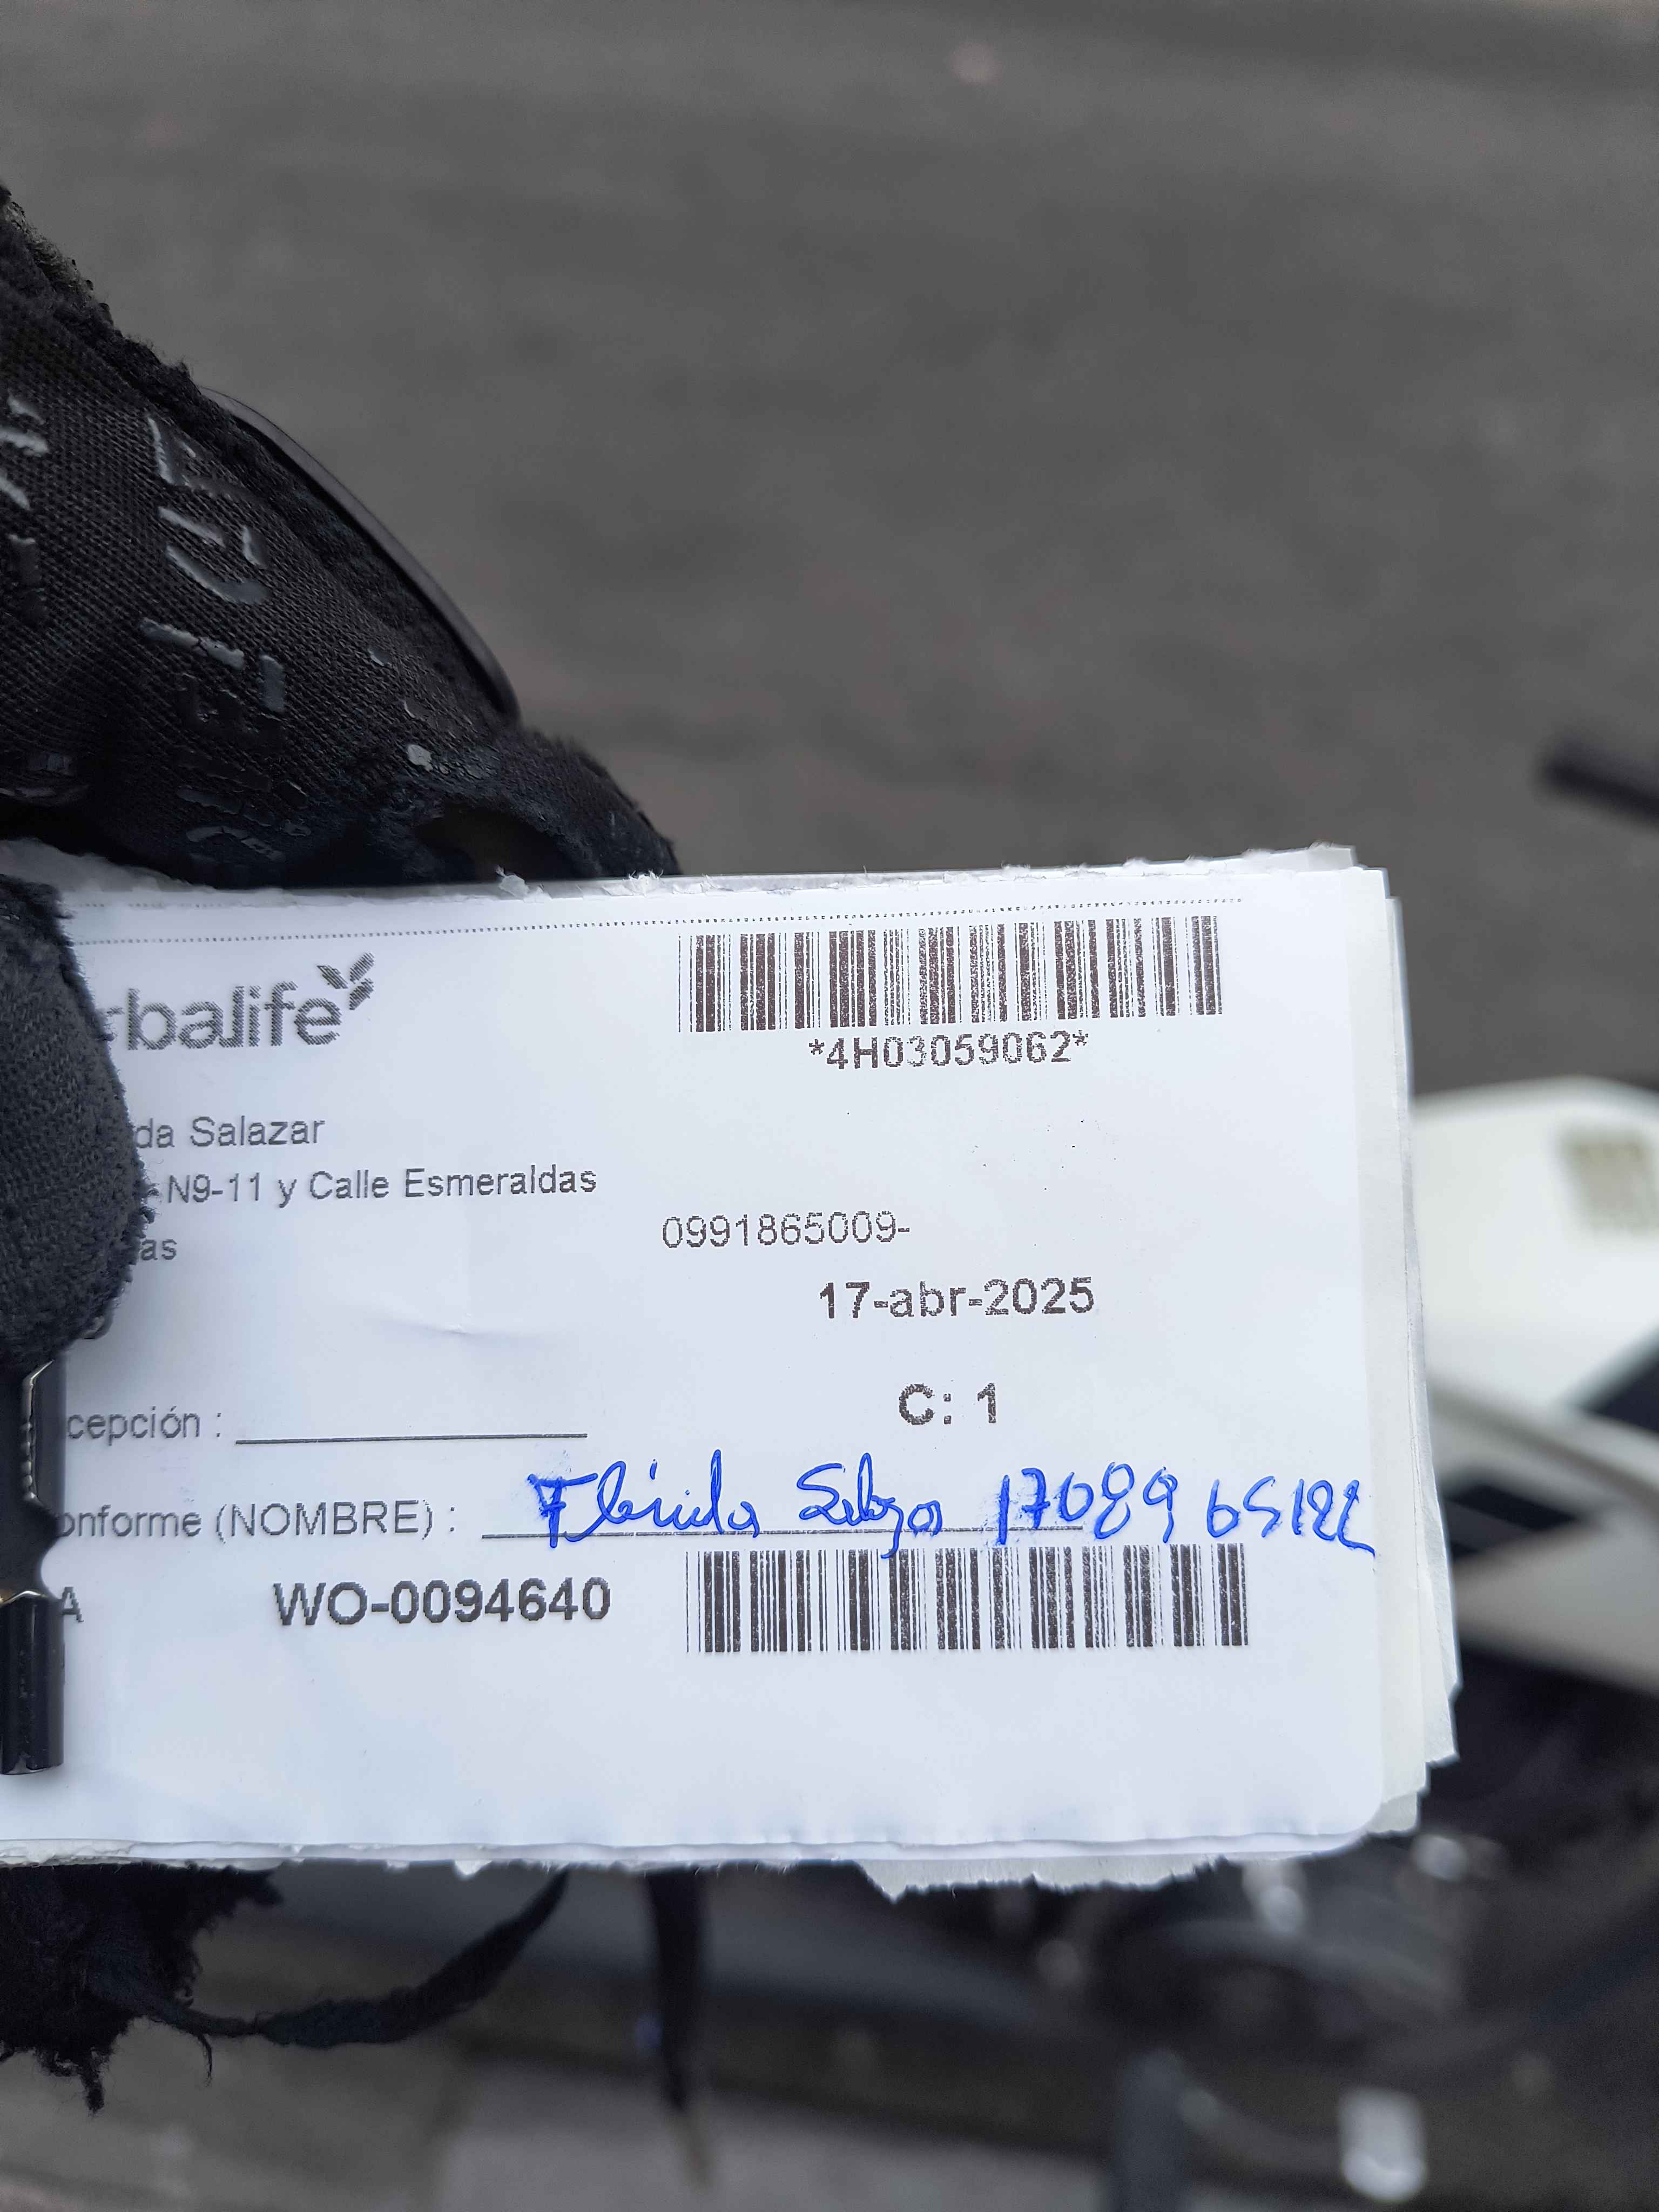 rbalife
*4H03059062*
da Salazar
N9-11 y Calle Esmeraldas
as
0991865009-
17-abr-2025
C: 1
cepción :
onforme (NOMBRE) : Salazar
A WO-0094640